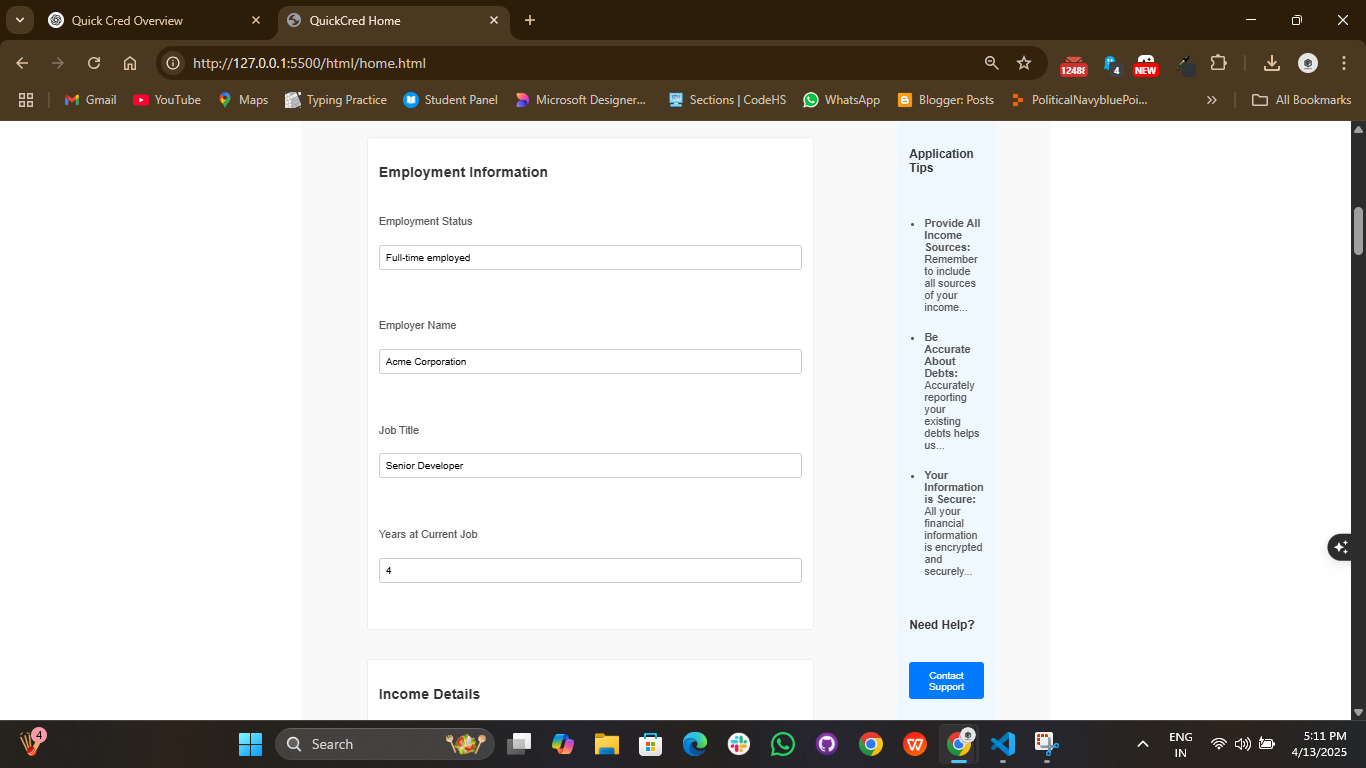 Quick Cred Overview
QuickCred Home
http://127.0.0.1:5500/html/home.html
12488
4
NEW
Gmail
YouTube
Maps
Typing Practice
Student Panel
Microsoft Designer...
Sections | CodeHS
WhatsApp
Blogger: Posts
PoliticalNavybluePoi...
All Bookmarks
Employment Information
Employment Status
Full-time employed
Employer Name
Acme Corporation
Job Title
Senior Developer
Years at Current Job
4
Income Details
Application
Tips
Provide All
Income
Sources:
Remember
to include
all sources
of your
income...
Be
Accurate
About
Debts:
Accurately
reporting
your
existing
debts helps
us...
Your
Information
is Secure:
All your
financial
information
is encrypted
and
securely...
Need Help?
Contact
Support
4
Search
ENG
IN
5:11 PM
4/13/2025